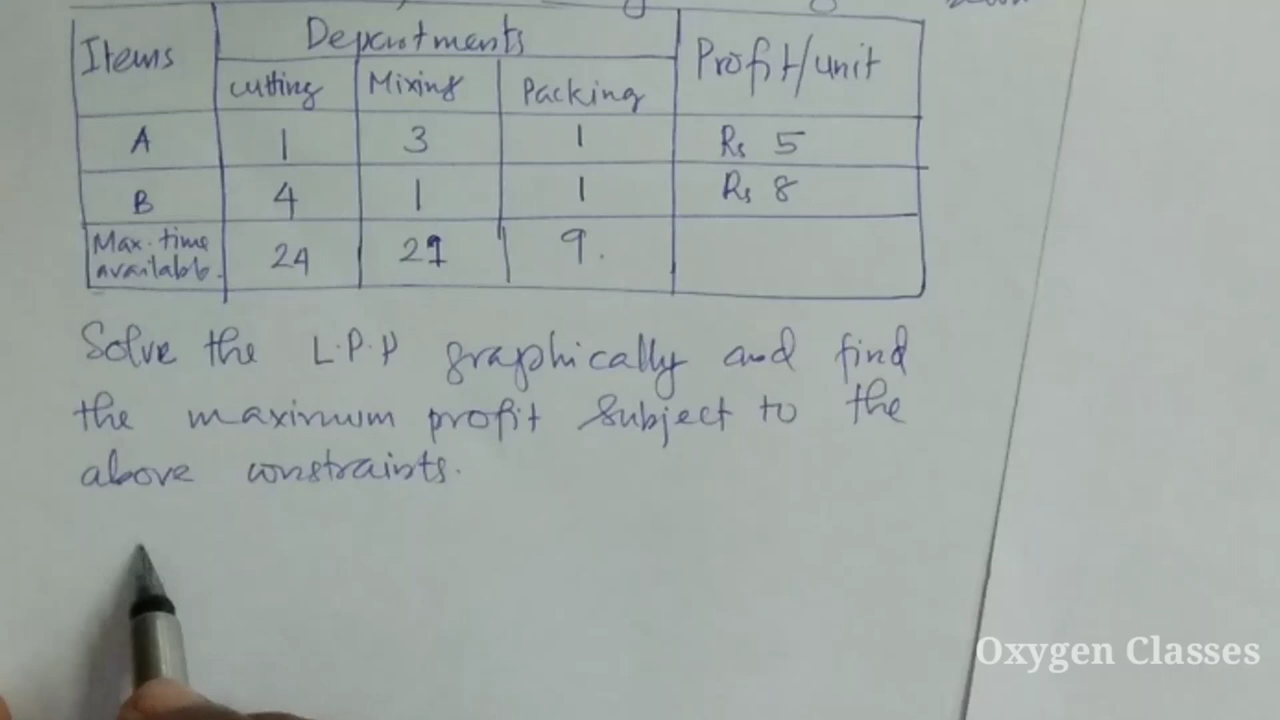 Items Departments Profit/unit
cutting Mixing Packing
A 1 3 1 Rs 5
B 4 1 1 Rs 8
Max. time available. 24 21 9.
Solve the L.P.P graphically and find
the maximum profit subject to the
above constraints.
Oxygen Classes